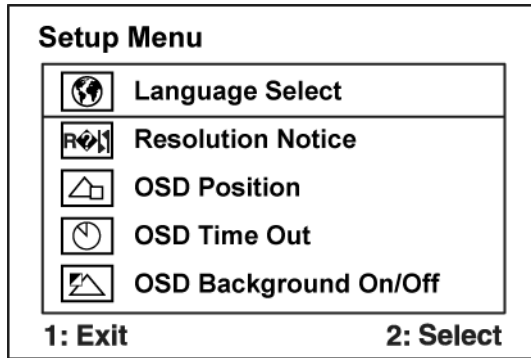 Setup Menu
Language Select
Resolution Notice
OSD Position
OSD Time Out
OSD Background On/Off
1: Exit
2: Select